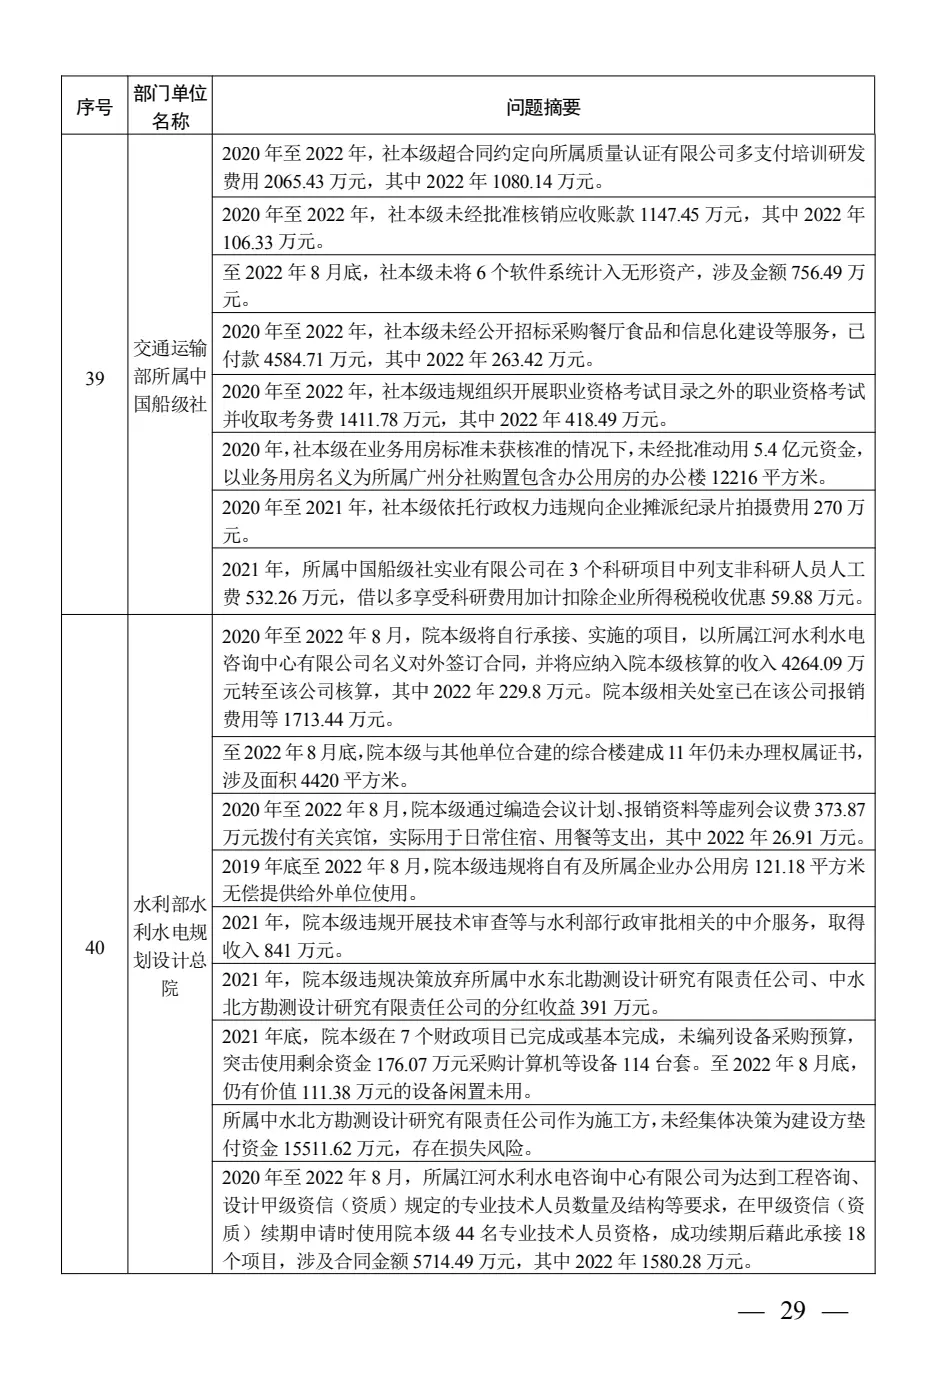 序号
部门单位
名称
问题摘要
39
交通运输
部所属中
国船级社
2020 年至 2022 年，社本级超合同约定向所属质量认证有限公司多支付培训研发
费用 2065.43 万元，其中 2022 年 1080.14 万元。
2020 年至 2022 年，社本级未经批准核销应收账款 1147.45 万元，其中 2022 年
106.33 万元。
至 2022 年 8 月底，社本级未将 6 个软件系统计入无形资产，涉及金额 756.49 万
元。
2020 年至 2022 年，社本级未经公开招标采购餐厅食品和信息化建设等服务，已
付款 4584.71 万元，其中 2022 年 263.42 万元。
2020 年至 2022 年，社本级违规组织开展职业资格考试目录之外的职业资格考试
并收取考务费 1411.78 万元，其中 2022 年 418.49 万元。
2020 年，社本级在业务用房标准未获核准的情况下，未经批准动用 5.4 亿元资金，
以业务用房名义为所属广州分社购置包含办公用房的办公楼 12216 平方米。
2020 年至 2021 年，社本级依托行政权力违规向企业摊派纪录片拍摄费用 270 万
元。
2021 年，所属中国船级社实业有限公司在 3 个科研项目中列支非科研人员人工
费 532.26 万元，借以多享受科研费用加计扣除企业所得税税收优惠 59.88 万元。
40
水利部水
利水电规
划设计总
院
2020 年至 2022 年 8 月，院本级将自行承接、实施的项目，以所属江河水利水电
咨询中心有限公司名义对外签订合同，并将应纳入院本级核算的收入 4264.09 万
元转至该公司核算，其中 2022 年 229.8 万元。院本级相关处室已在该公司报销
费用等 1713.44 万元。
至 2022 年 8 月底，院本级与其他单位合建的综合楼建成 11 年仍未办理权属证书，
涉及面积 4420 平方米。
2020 年至 2022 年 8 月，院本级通过编造会议计划、报销资料等虚列会议费 373.87
万元拨付有关宾馆，实际用于日常住宿、用餐等支出，其中 2022 年 26.91 万元。
2019 年底至 2022 年 8 月，院本级违规将自有及所属企业办公用房 121.18 平方米
无偿提供给外单位使用。
2021 年，院本级违规开展技术审查等与水利部行政审批相关的中介服务，取得
收入 841 万元。
2021 年，院本级违规决策放弃所属中水东北勘测设计研究有限责任公司、中水
北方勘测设计研究有限责任公司的分红收益 391 万元。
2021 年底，院本级在 7 个财政项目已完成或基本完成，未编列设备采购预算，
突击使用剩余资金 176.07 万元采购计算机等设备 114 台套。至 2022 年 8 月底，
仍有价值 111.38 万元的设备闲置未用。
所属中水北方勘测设计研究有限责任公司作为施工方，未经集体决策为建设方垫
付资金 15511.62 万元，存在损失风险。
2020 年至 2022 年 8 月，所属江河水利水电咨询中心有限公司为达到工程咨询、
设计甲级资信（资质）规定的专业技术人员数量及结构等要求，在甲级资信（资
质）续期申请时使用院本级 44 名专业技术人员资格，成功续期后藉此承接 18
个项目，涉及合同金额 5714.49 万元，其中 2022 年 1580.28 万元。
— 29 —